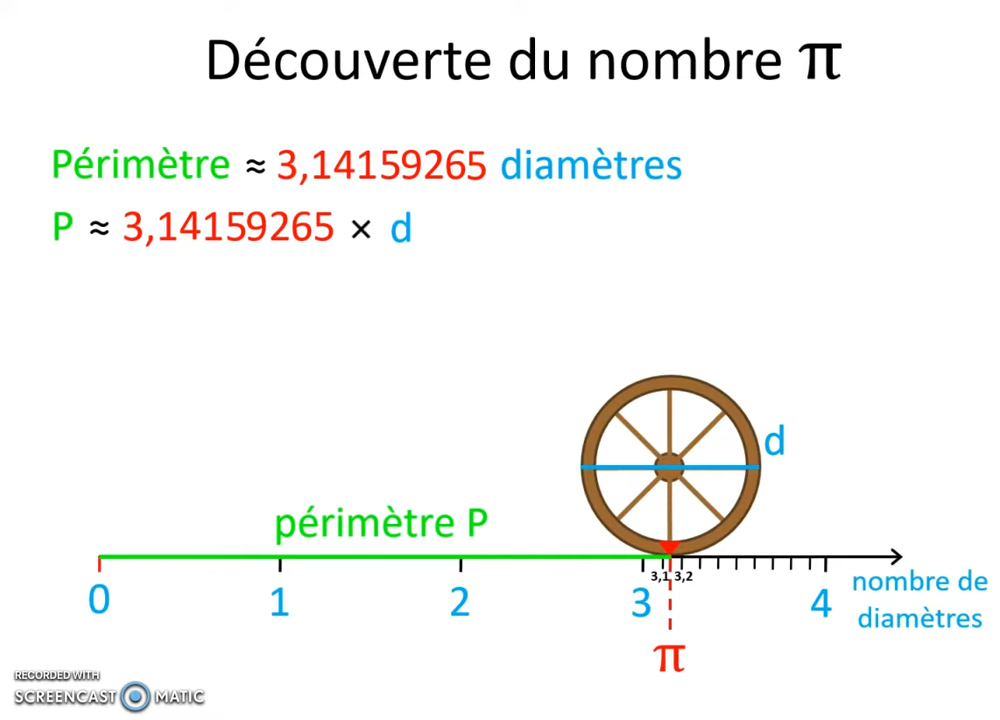 Découverte du nombre π
Périmètre ≈ 3,14159265 diamètres
P ≈ 3,14159265 × d
d
périmètre P
3,1 3,2
0 1 2 3 4
nombre de
diamètres
π
RECORDED WITH
SCREENCAST MATIC